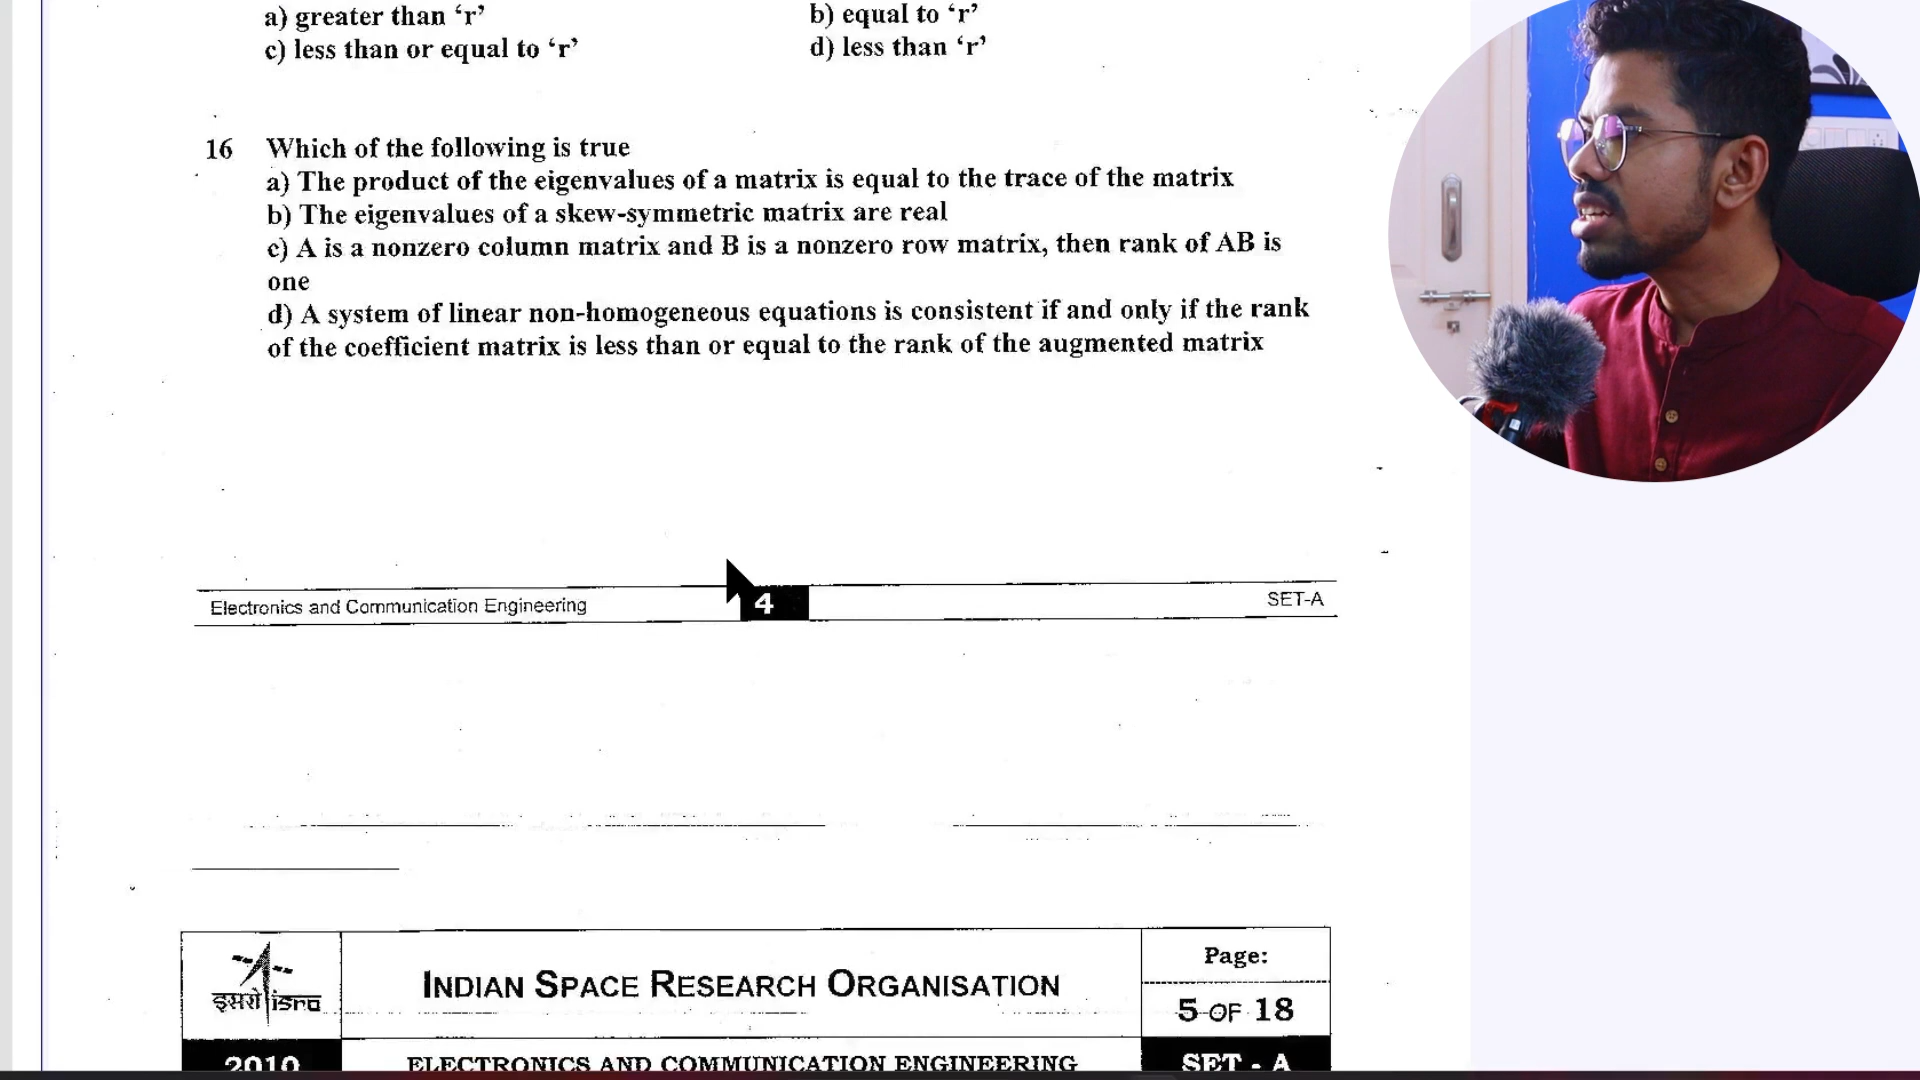 a) greater than ‘r’ b) equal to ‘r’
c) less than or equal to ‘r’ d) less than ‘r’
16 Which of the following is true
a) The product of the eigenvalues of a matrix is equal to the trace of the matrix
b) The eigenvalues of a skew-symmetric matrix are real
c) A is a nonzero column matrix and B is a nonzero row matrix, then rank of AB is
one
d) A system of linear non-homogeneous equations is consistent if and only if the rank
of the coefficient matrix is less than or equal to the rank of the augmented matrix
Electronics and Communication Engineering 4 SET-A
इसरो isro
INDIAN SPACE RESEARCH ORGANISATION
Page:
5 OF 18
2010 ELECTRONICS AND COMMUNICATION ENGINEERING SET - A